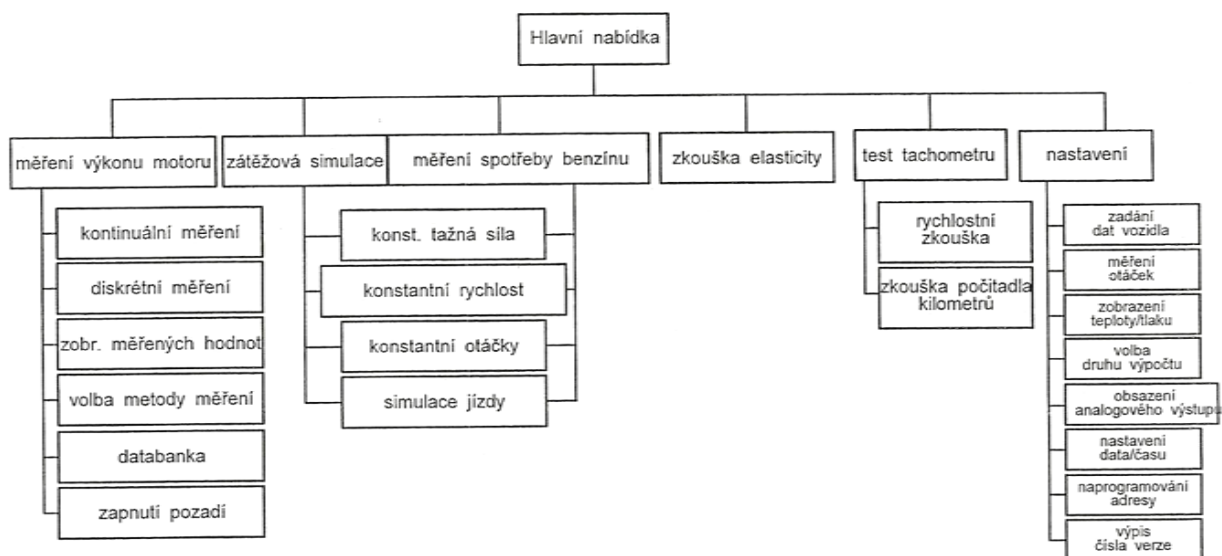 Hlavní nabídka
měření výkonu motoru
zátěžová simulace
měření spotřeby benzínu
zkouška elasticity
test tachometru
nastavení
kontinuální měření
diskrétní měření
zobr. měřených hodnot
volba metody měření
databanka
zapnutí pozadí
konst. tažná síla
konstantní rychlost
konstantní otáčky
simulace jízdy
rychlostní
zkouška
zkouška počitadla
kilometrů
zadání
dat vozidla
měření
otáček
zobrazení
teploty/tlaku
volba
druhu výpočtu
obsazení
analogového výstupu
nastavení
data/času
naprogramování
adresy
výpis
čísla verze